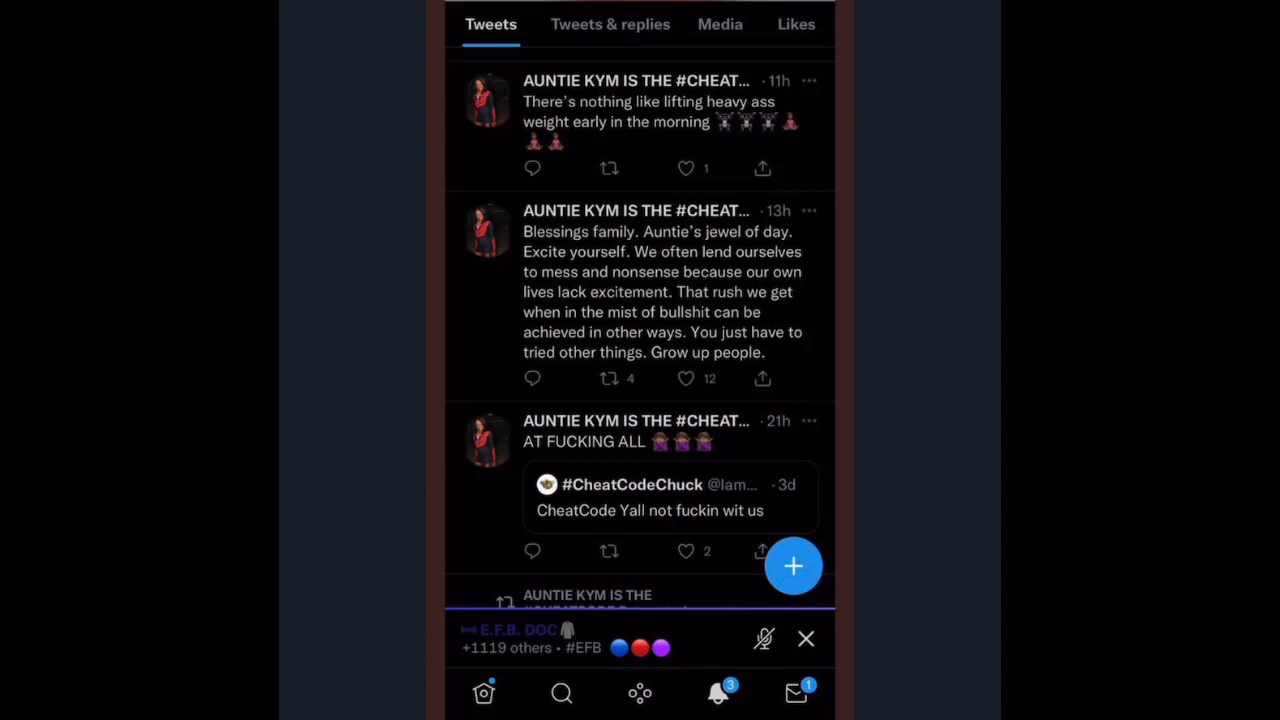 Tweets Tweets & replies Media Likes
AUNTIE KYM IS THE #CHEAT... · 11h
There's nothing like lifting heavy ass
weight early in the morning
1
AUNTIE KYM IS THE #CHEAT... · 13h
Blessings family. Auntie's jewel of day.
Excite yourself. We often lend ourselves
to mess and nonsense because our own
lives lack excitement. That rush we get
when in the mist of bullshit can be
achieved in other ways. You just have to
tried other things. Grow up people.
4 12
AUNTIE KYM IS THE #CHEAT... · 21h
AT FUCKING ALL
#CheatCodeChuck @Iam... · 3d
CheatCode Yall not fuckin wit us
2
AUNTIE KYM IS THE
E.F.B. DOC
+1119 others • #EFB
3 1